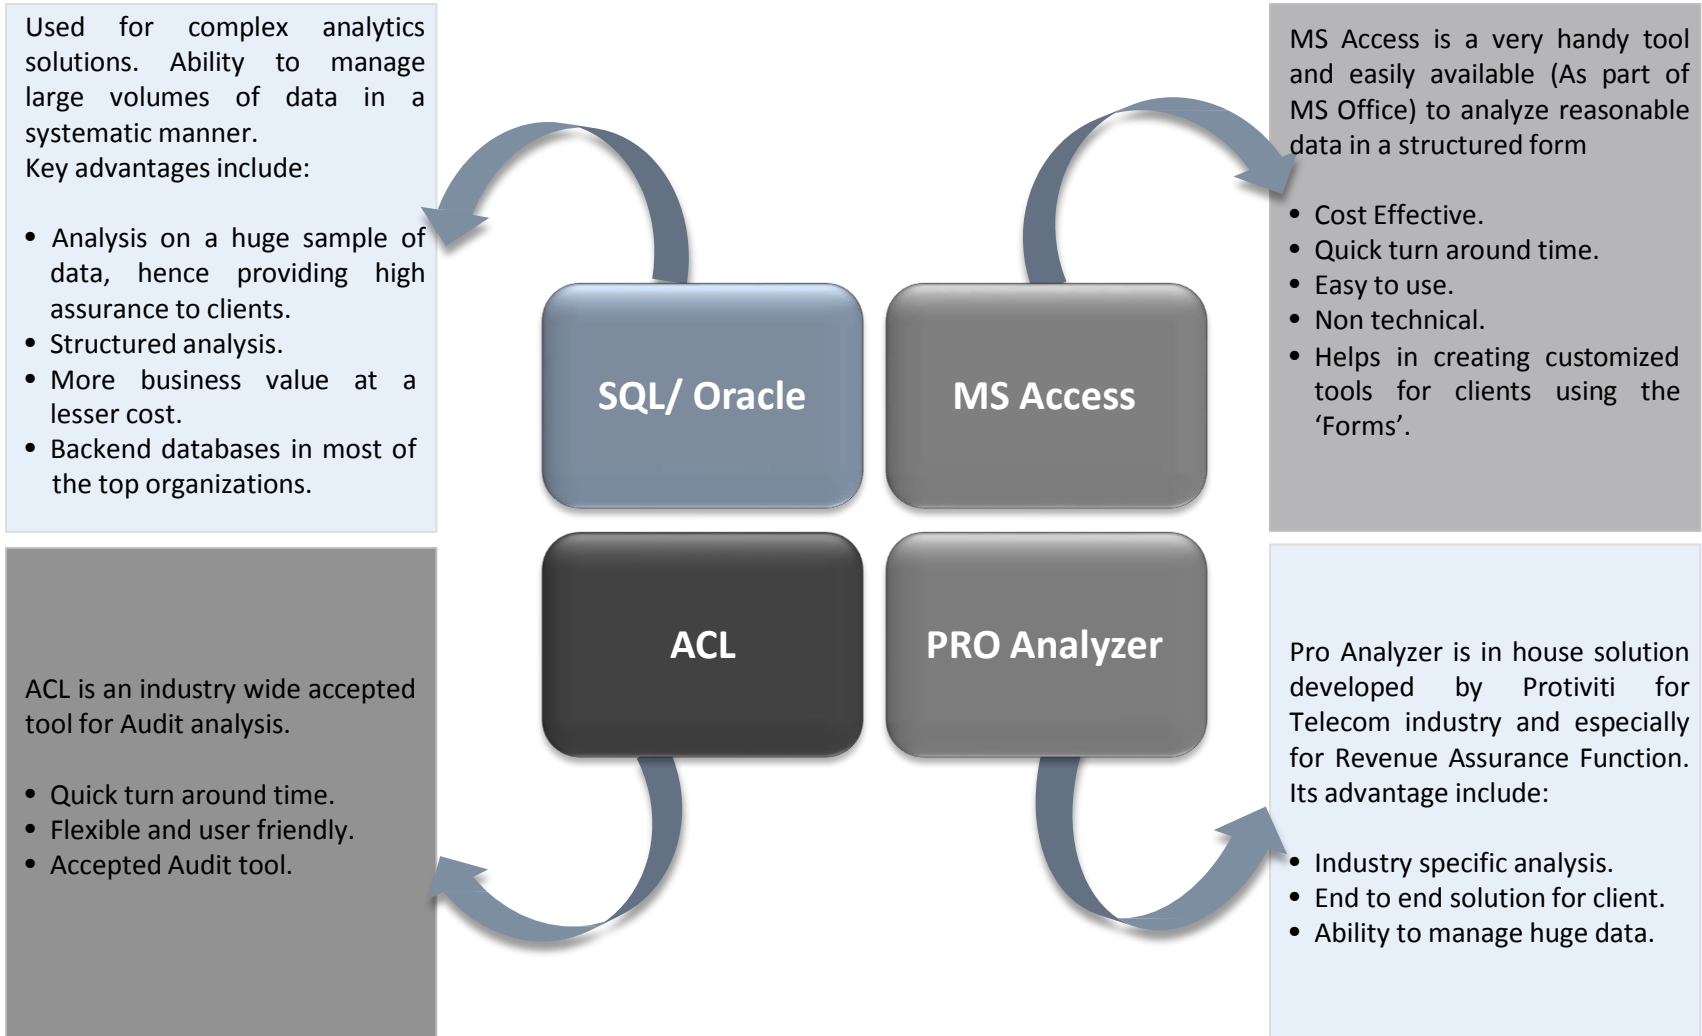 Used for complex analytics
solutions. Ability to manage
large volumes of data in a
systematic manner.
Key advantages include:
• Analysis on a huge sample of
data, hence providing high
assurance to clients.
• Structured analysis.
• More business value at a
lesser cost.
• Backend databases in most of
the top organizations.
MS Access is a very handy tool
and easily available (As part of
MS Office) to analyze reasonable
data in a structured form
• Cost Effective.
• Quick turn around time.
• Easy to use.
• Non technical.
• Helps in creating customized
tools for clients using the
‘Forms’.
SQL/ Oracle
MS Access
ACL
PRO Analyzer
ACL is an industry wide accepted
tool for Audit analysis.
• Quick turn around time.
• Flexible and user friendly.
• Accepted Audit tool.
Pro Analyzer is in house solution
developed by Protiviti for
Telecom industry and especially
for Revenue Assurance Function.
Its advantage include:
• Industry specific analysis.
• End to end solution for client.
• Ability to manage huge data.